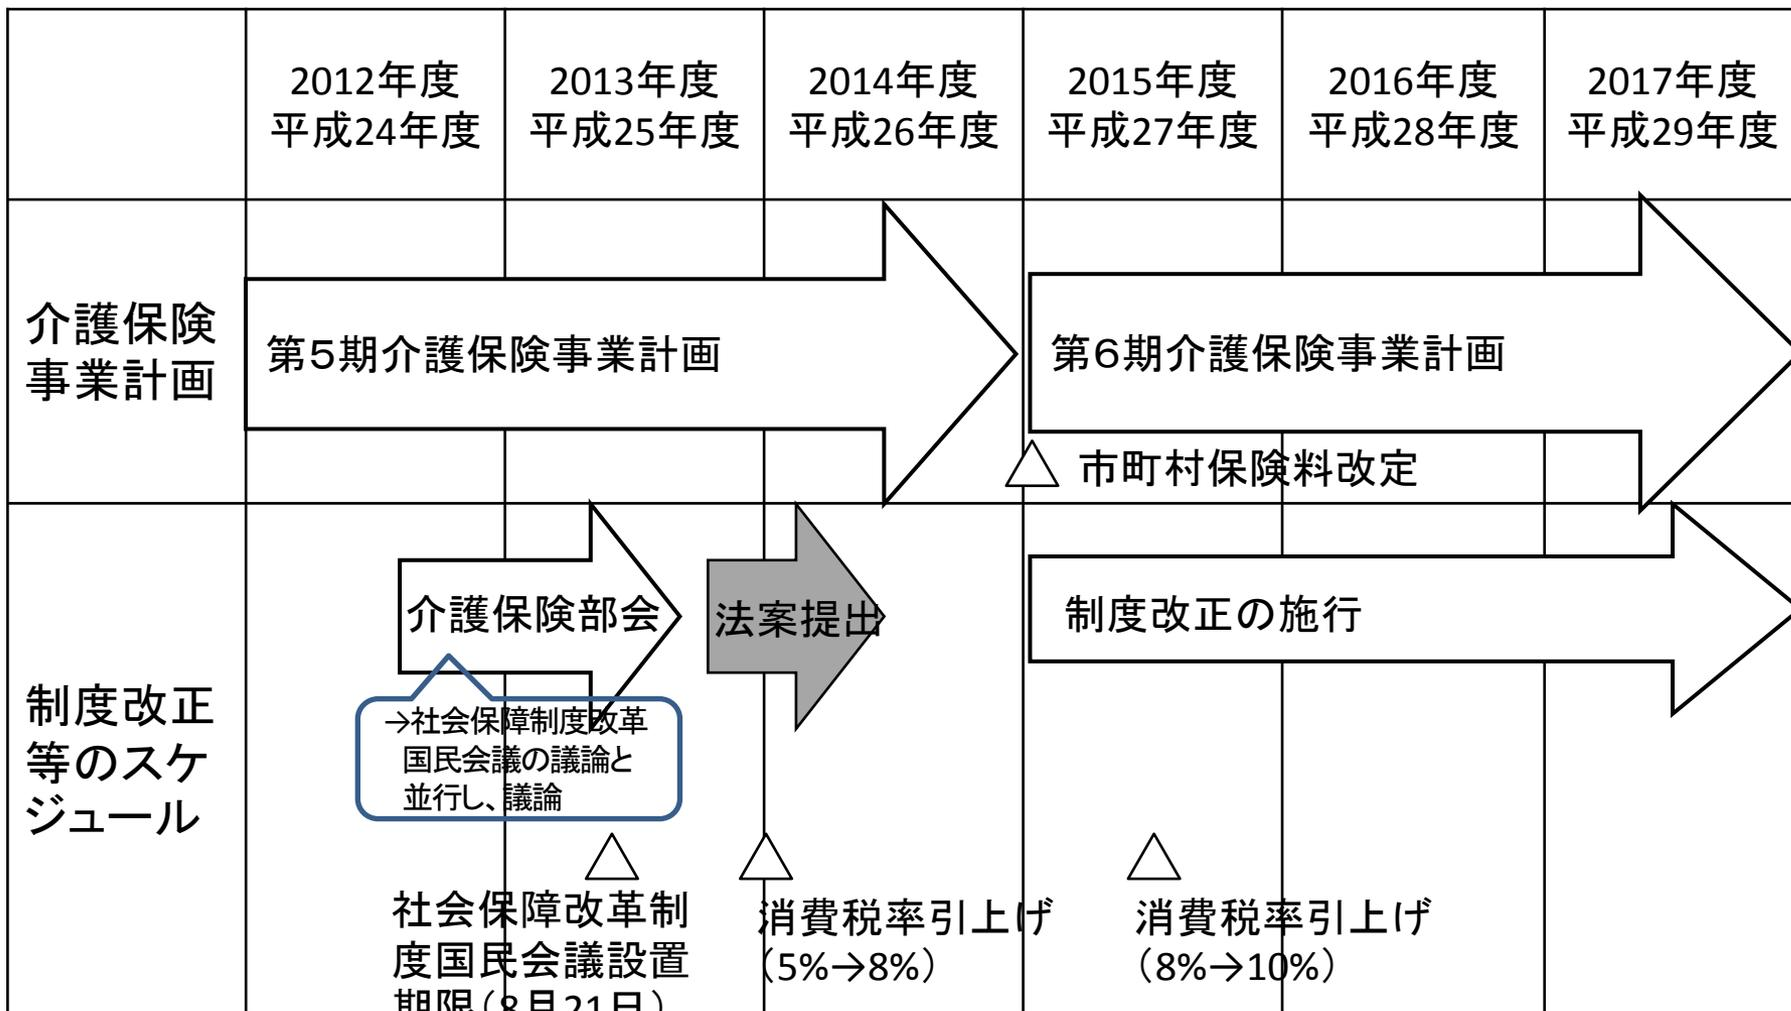 2012年度
平成24年度
2013年度
平成25年度
2014年度
平成26年度
2015年度
平成27年度
2016年度
平成28年度
2017年度
平成29年度
介護保険
事業計画
第5期介護保険事業計画
第6期介護保険事業計画
市町村保険料改定
制度改正
等のスケ
ジュール
介護保険部会
法案提出
制度改正の施行
→社会保障制度改革
国民会議の議論と
並行し、議論
社会保障改革制
度国民会議設置
期限(8月21日)
消費税率引上げ
(5%→8%)
消費税率引上げ
(8%→10%)